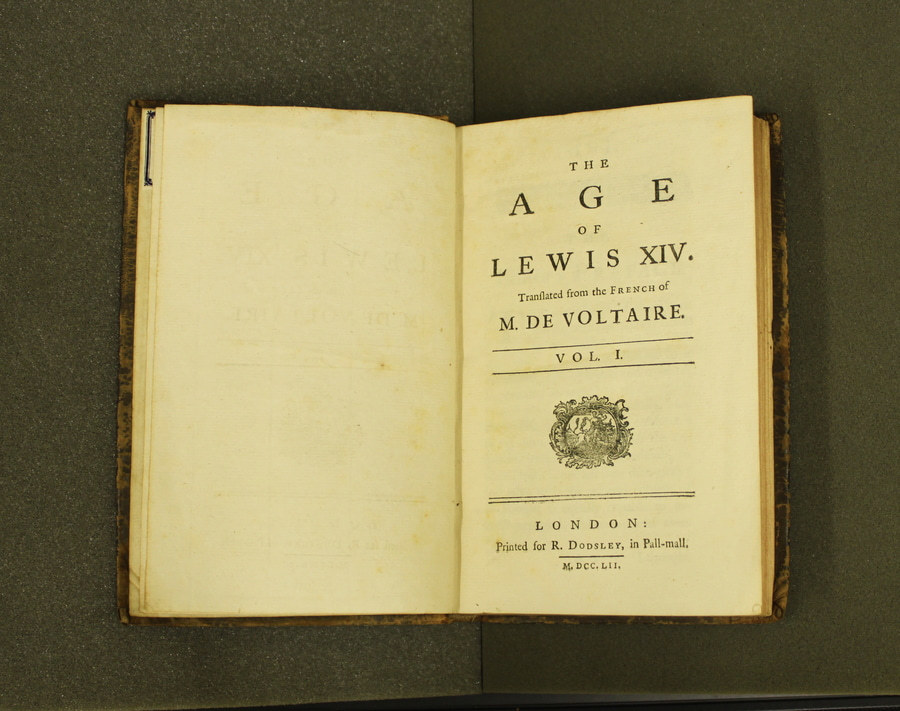 THE
AGE
OF
LEWIS XIV.
Tranſlated from the FRENCH of
M. DE VOLTAIRE.
VOL. I.
LONDON:
Printed for R. DODSLEY, in Pall-mall.
M.DCC.LII.